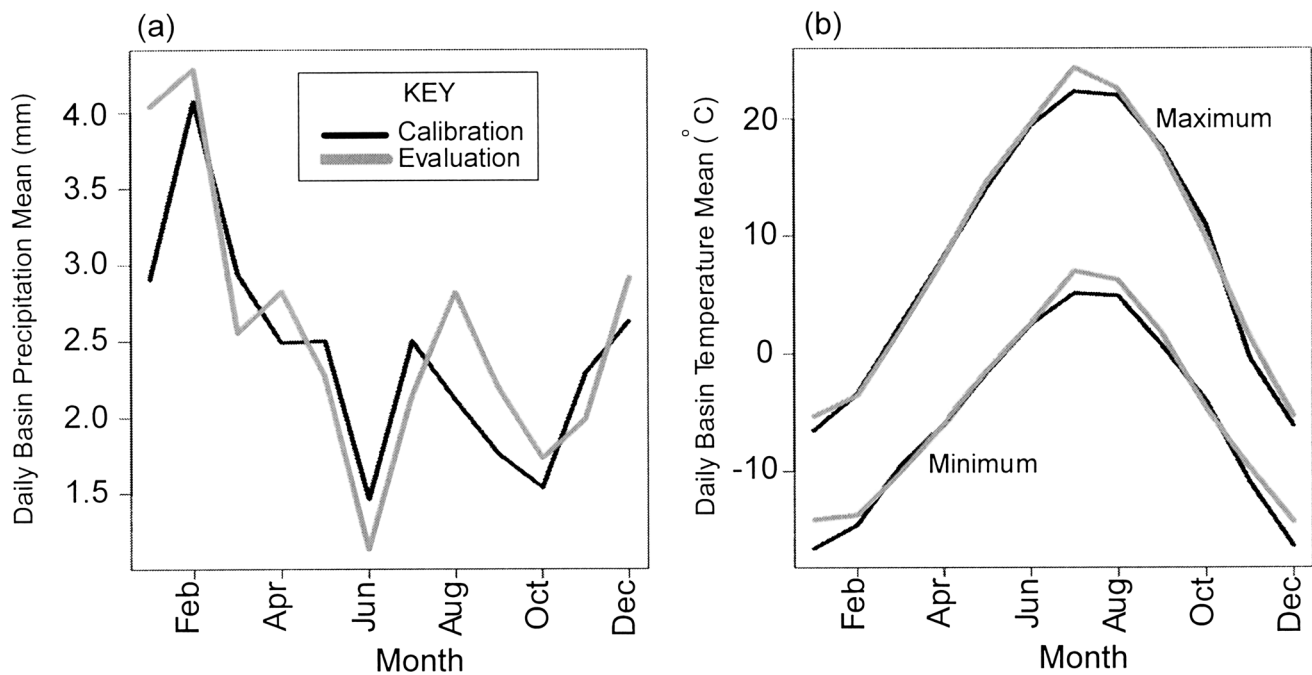 (a)
Daily Basin Precipitation Mean (mm)
4.0
3.5
3.0
2.5
2.0
1.5
KEY
Calibration
Evaluation
Feb
Apr
Jun
Aug
Oct
Dec
Month
(b)
Daily Basin Temperature Mean (°C)
20
10
0
-10
Maximum
Minimum
Feb
Apr
Jun
Aug
Oct
Dec
Month